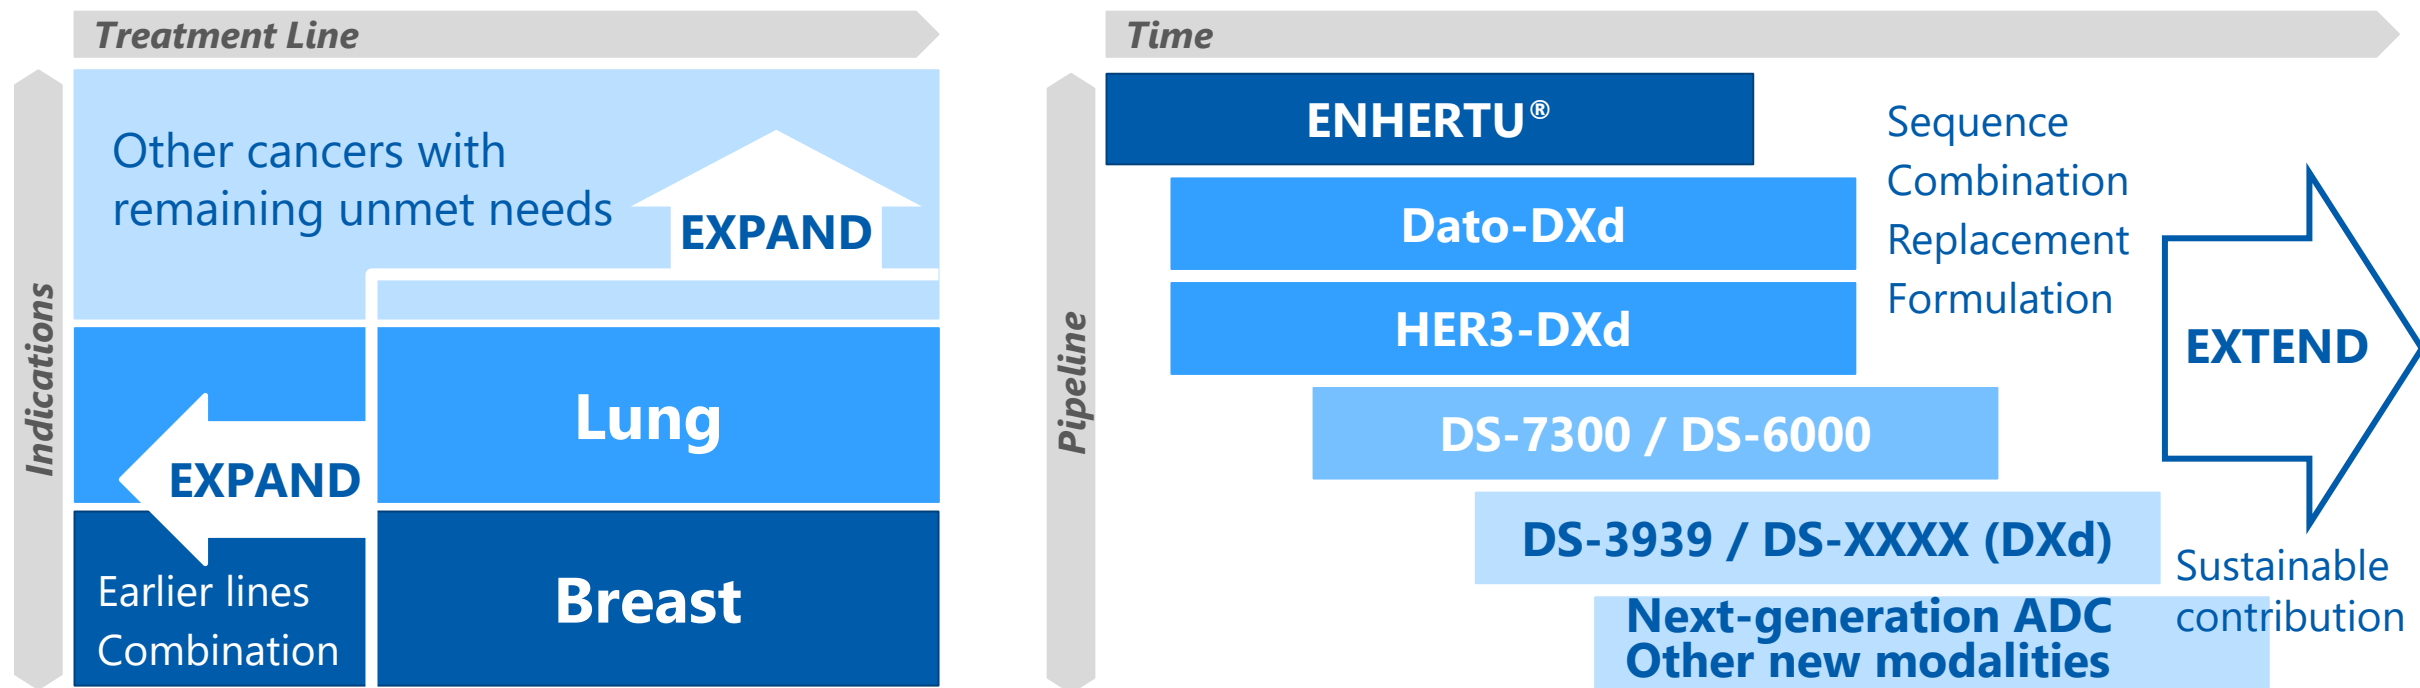 Treatment Line
Indications
Other cancers with
remaining unmet needs
EXPAND
Lung
EXPAND
Breast
Earlier lines
Combination
Time
Pipeline
ENHERTU®
Dato-DXd
HER3-DXd
DS-7300 / DS-6000
DS-3939 / DS-XXXX (DXd)
Next-generation ADC
Other new modalities
Sequence
Combination
Replacement
Formulation
EXTEND
Sustainable
contribution